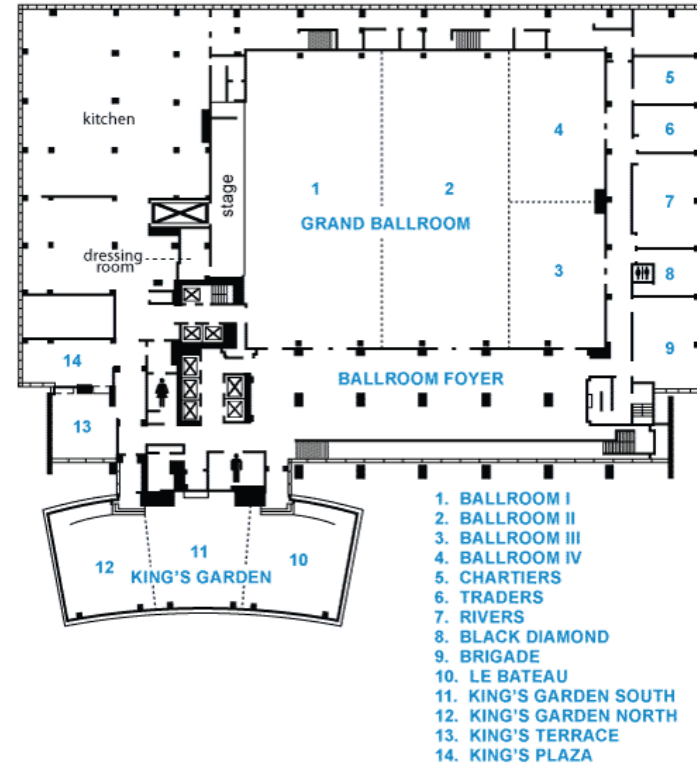 kitchen
stage
dressing
room
1
2
4
GRAND BALLROOM
3
5
6
7
8
9
BALLROOM FOYER
14
13
12
11
10
KING'S GARDEN
1. BALLROOM I
2. BALLROOM II
3. BALLROOM III
4. BALLROOM IV
5. CHARTIERS
6. TRADERS
7. RIVERS
8. BLACK DIAMOND
9. BRIGADE
10. LE BATEAU
11. KING'S GARDEN SOUTH
12. KING'S GARDEN NORTH
13. KING'S TERRACE
14. KING'S PLAZA